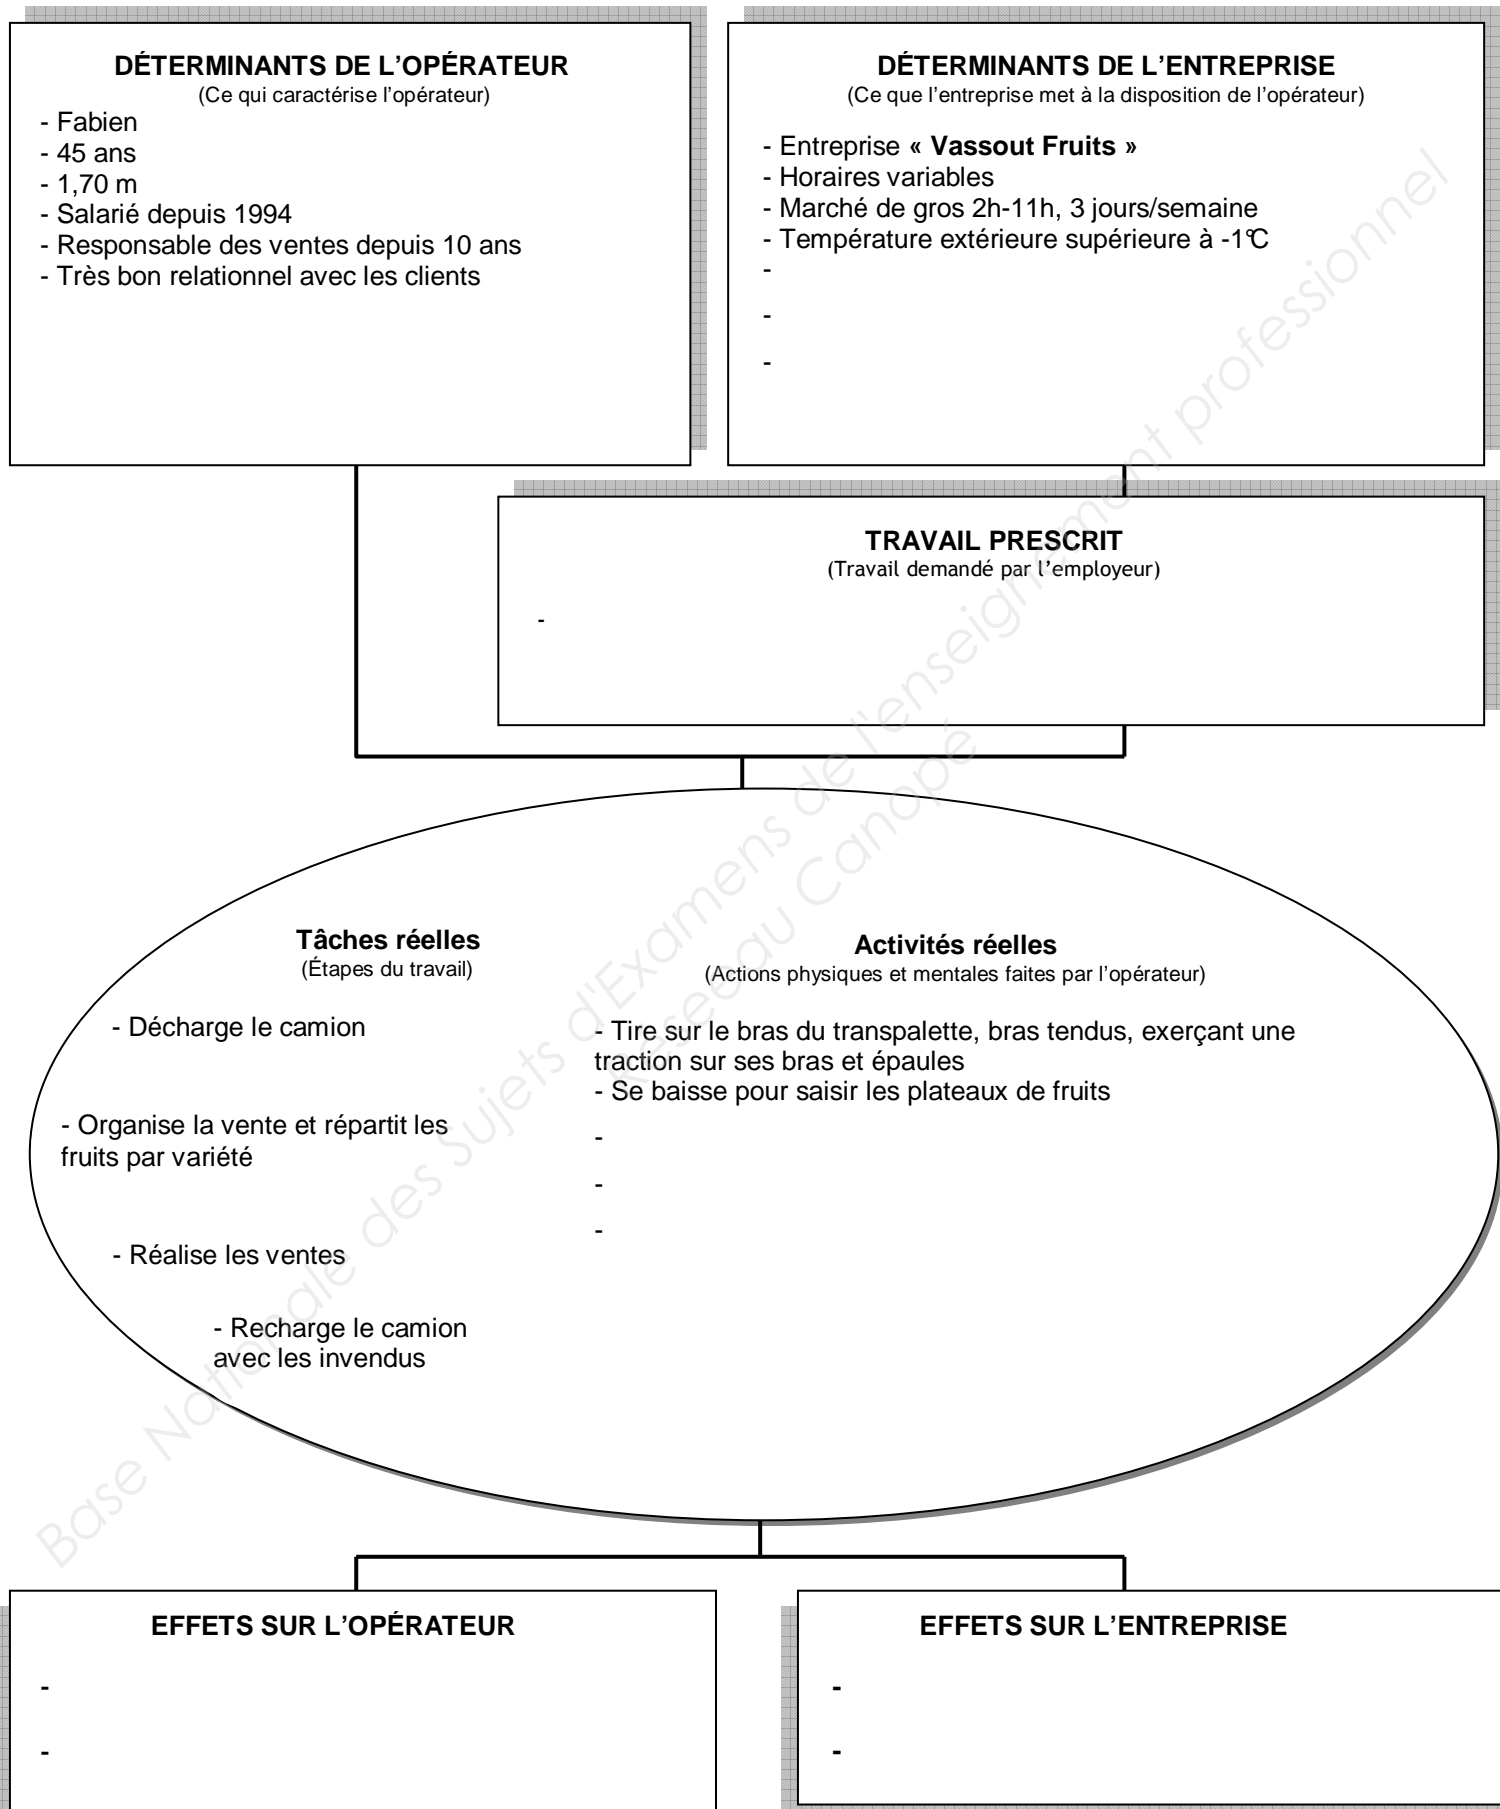 DÉTERMINANTS DE L’OPÉRATEUR
(Ce qui caractérise l’opérateur)
- Fabien
- 45 ans
- 1,70 m
- Salarié depuis 1994
- Responsable des ventes depuis 10 ans
- Très bon relationnel avec les clients
DÉTERMINANTS DE L’ENTREPRISE
(Ce que l’entreprise met à la disposition de l’opérateur)
- Entreprise « Vassout Fruits »
- Horaires variables
- Marché de gros 2h-11h, 3 jours/semaine
- Température extérieure supérieure à -1°C
-
-
-
TRAVAIL PRESCRIT
(Travail demandé par l’employeur)
-
Tâches réelles
(Étapes du travail)
- Décharge le camion
- Organise la vente et répartit les
fruits par variété
- Réalise les ventes
- Recharge le camion
avec les invendus
Activités réelles
(Actions physiques et mentales faites par l’opérateur)
- Tire sur le bras du transpalette, bras tendus, exerçant une
traction sur ses bras et épaules
- Se baisse pour saisir les plateaux de fruits
-
-
-
EFFETS SUR L’OPÉRATEUR
-
-
EFFETS SUR L’ENTREPRISE
-
-
Base Nationale des Sujets d'Examens de l'enseignement professionnel
Réseeau Canopé